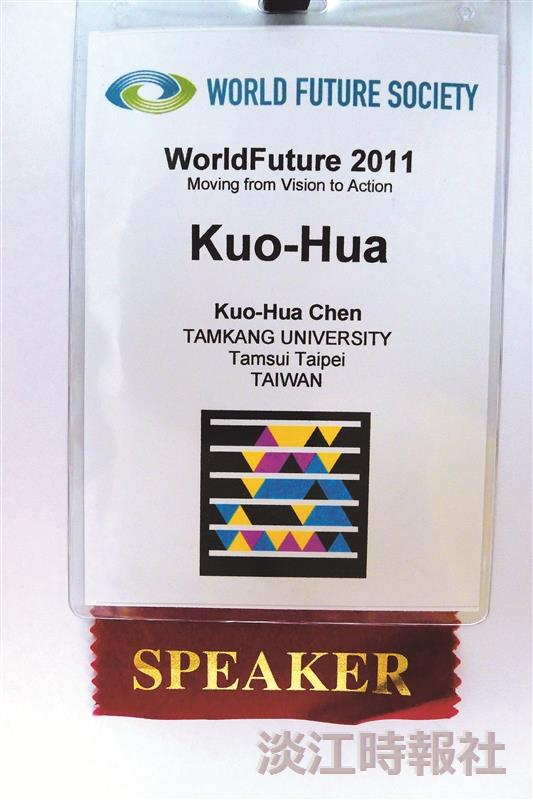 WORLD FUTURE SOCIETY
WorldFuture 2011
Moving from Vision to Action
Kuo-Hua
Kuo-Hua Chen
TAMKANG UNIVERSITY
Tamsui Taipei
TAIWAN
SPEAKER
淡江時報社